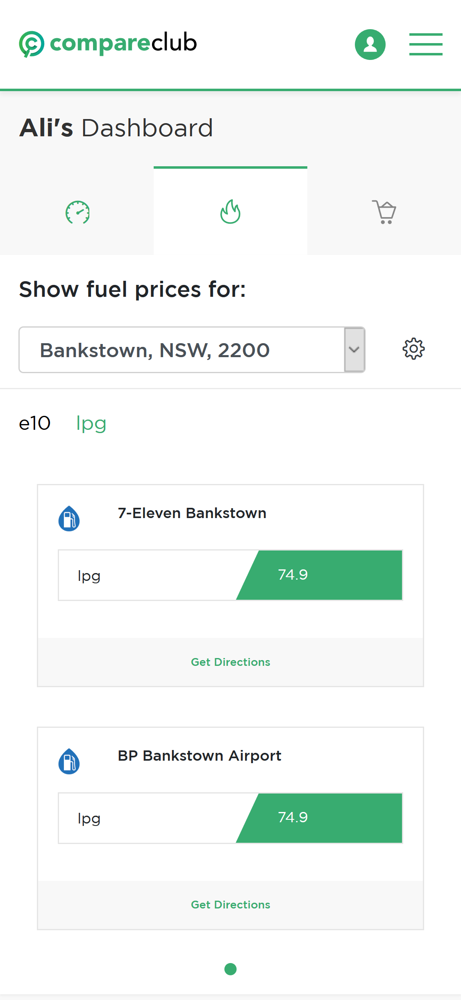 compareclub
Ali's Dashboard
Show fuel prices for:
Bankstown, NSW, 2200
e10 lpg
7-Eleven Bankstown
lpg 74.9
Get Directions
BP Bankstown Airport
lpg 74.9
Get Directions